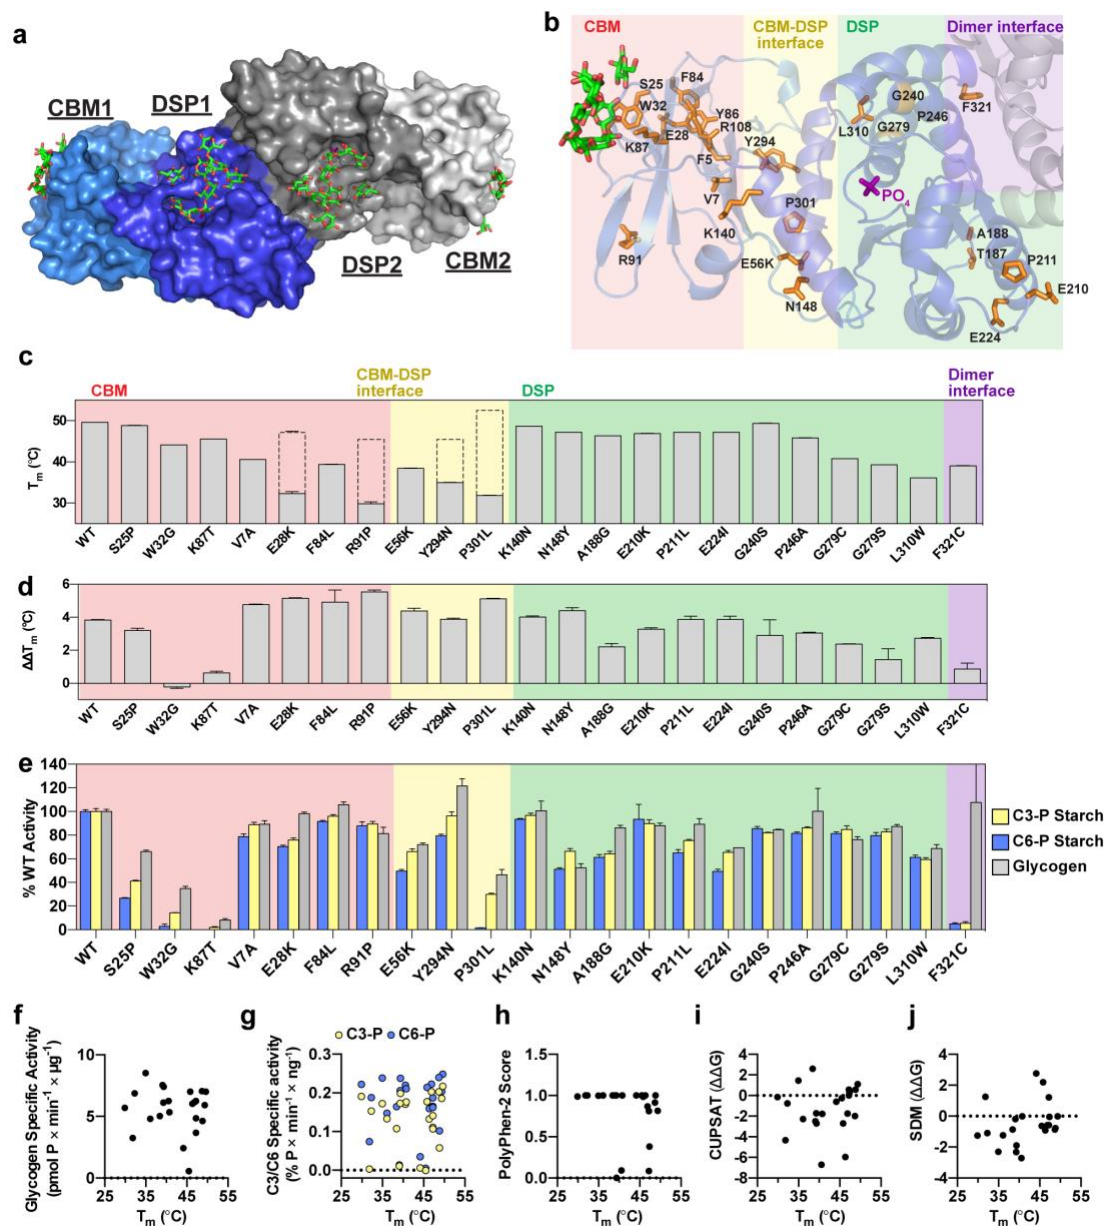 a
CBM1
DSP1
DSP2
CBM2
b
CBM
CBM-DSP
interface
DSP
Dimer interface
S25
F84
W32
Y86
R108
E28
K87
F5
Y294
V7
K140
P301
R91
E56K
N148
G240
P246
F321
L310
G279
PO4
A188
T187
P211
E210
E224
c
CBM
CBM-DSP
interface
DSP
Dimer
interface
Tm (°C)
50
40
30
WT
S25P
W32G
K87T
V7A
E28K
F84L
R91P
E56K
Y294N
P301L
K140N
N148Y
A188G
E210K
P211L
E224I
G240S
P246A
G279C
G279S
L310W
F321C
d
ΔΔTm (°C)
6
4
2
0
WT
S25P
W32G
K87T
V7A
E28K
F84L
R91P
E56K
Y294N
P301L
K140N
N148Y
A188G
E210K
P211L
E224I
G240S
P246A
G279C
G279S
L310W
F321C
e
% WT Activity
140
120
100
80
60
40
20
0
WT
S25P
W32G
K87T
V7A
E28K
F84L
R91P
E56K
Y294N
P301L
K140N
N148Y
A188G
E210K
P211L
E224I
G240S
P246A
G279C
G279S
L310W
F321C
C3-P Starch
C6-P Starch
Glycogen
f
Glycogen Specific Activity
(pmol P × min-1 × µg-1)
10
5
0
25 35 45 55
Tm (°C)
g
C3-P C6-P
C3/C6 Specific activity
(% P × min-1 × ng-1)
0.3
0.2
0.1
0.0
25 35 45 55
Tm (°C)
h
PolyPhen-2 Score
1.5
1.0
0.5
0.0
25 35 45 55
Tm (°C)
i
CUPSAT (ΔΔG)
4
2
0
-2
-4
-6
-8
25 35 45 55
Tm (°C)
j
SDM (ΔΔG)
4
2
0
-2
-4
25 35 45 55
Tm (°C)